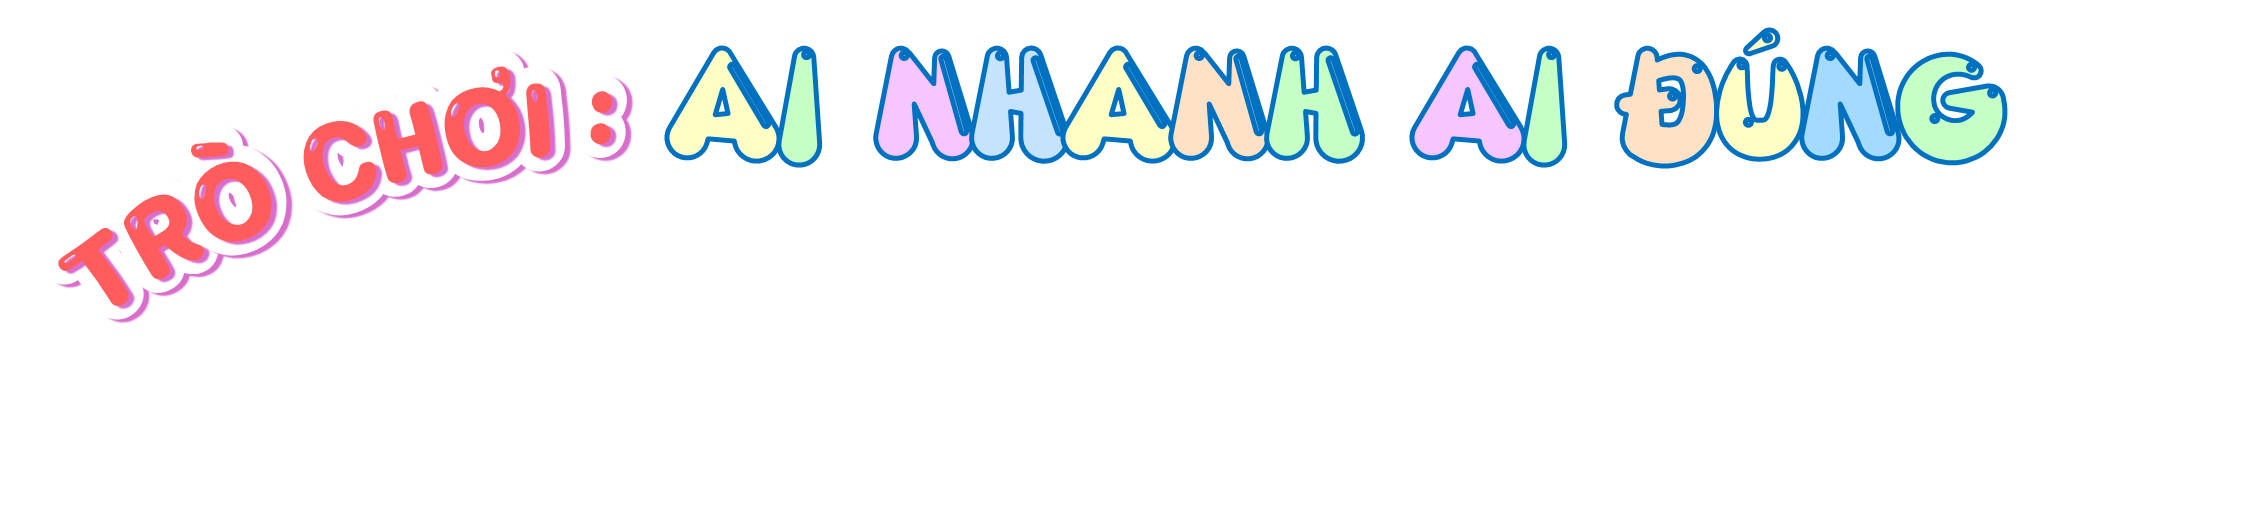 TRÒ CHƠI : AI NHANH AI ĐÚNG